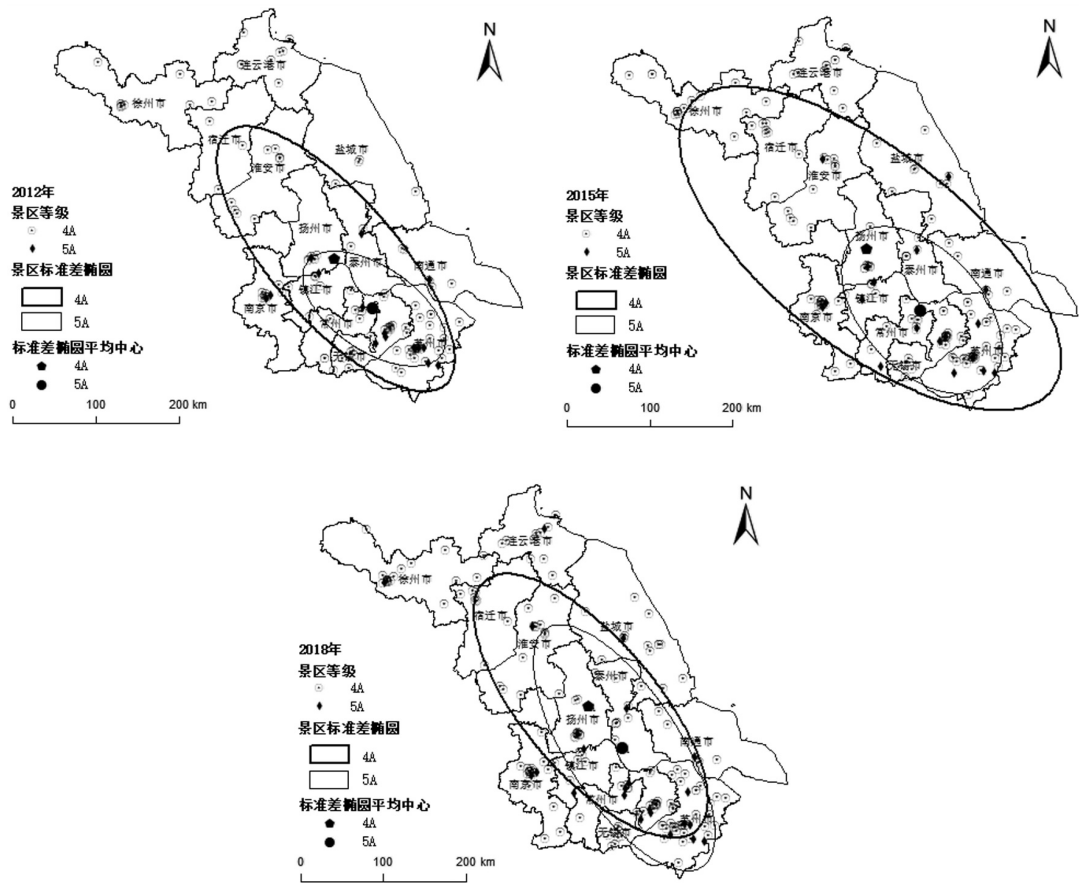 N
连云港市
徐州市
宿迁市
淮安市
盐城市
扬州市
泰州市
南通市
镇江市
南京市
常州市
无锡市
苏州市
2012年
景区等级
4A
5A
景区标准差椭圆
4A
5A
标准差椭圆平均中心
4A
5A
0 100 200 km
N
连云港市
徐州市
宿迁市
淮安市
盐城市
扬州市
泰州市
南通市
镇江市
南京市
常州市
无锡市
苏州市
2015年
景区等级
4A
5A
景区标准差椭圆
4A
5A
标准差椭圆平均中心
4A
5A
0 100 200 km
N
连云港市
徐州市
宿迁市
淮安市
盐城市
泰州市
扬州市
南通市
镇江市
南京市
常州市
无锡市
苏州市
2018年
景区等级
4A
5A
景区标准差椭圆
4A
5A
标准差椭圆平均中心
4A
5A
0 100 200 km